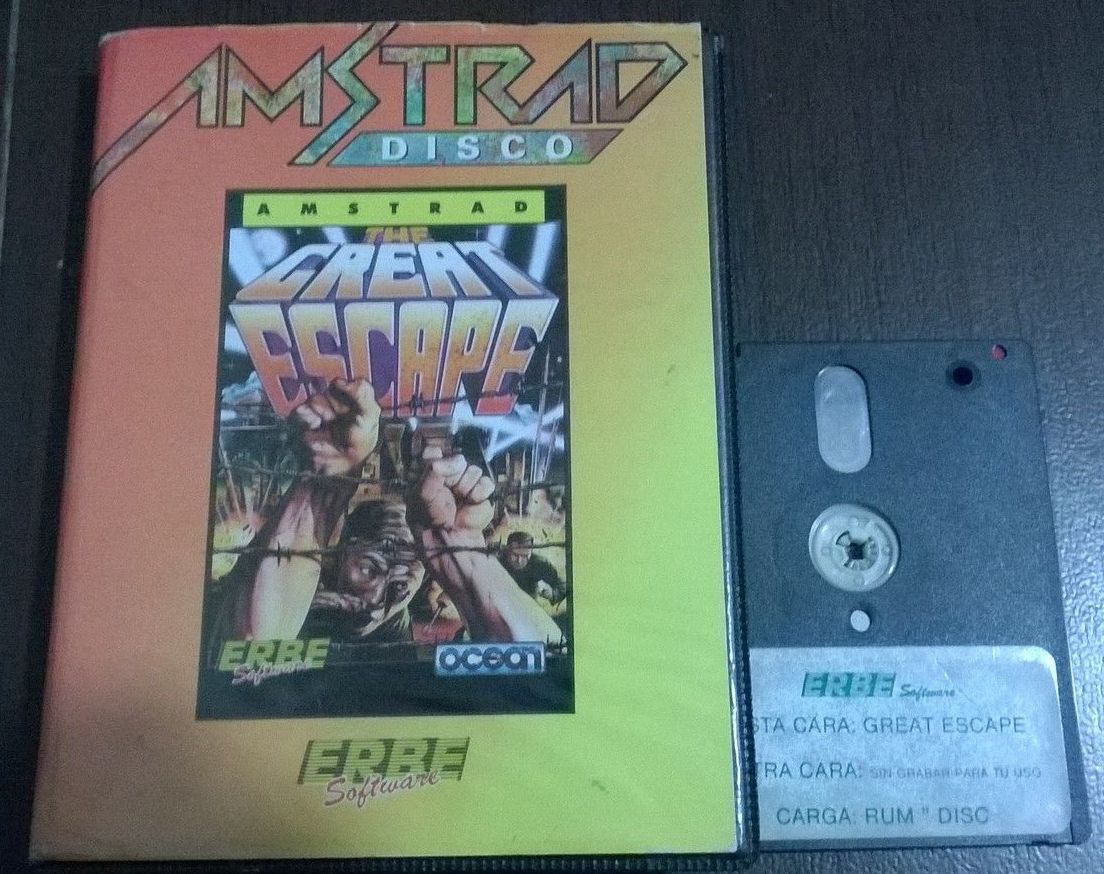 AMSTRAD
DISCO
AMSTRAD
THE
GREAT
ESCAPE
ERBE
Software
ocean
ERBE
Software
ERBE Software
STA CARA: GREAT ESCAPE
TRA CARA: SIN GRABAR PARA TU USO
CARGA: RUM " DISC